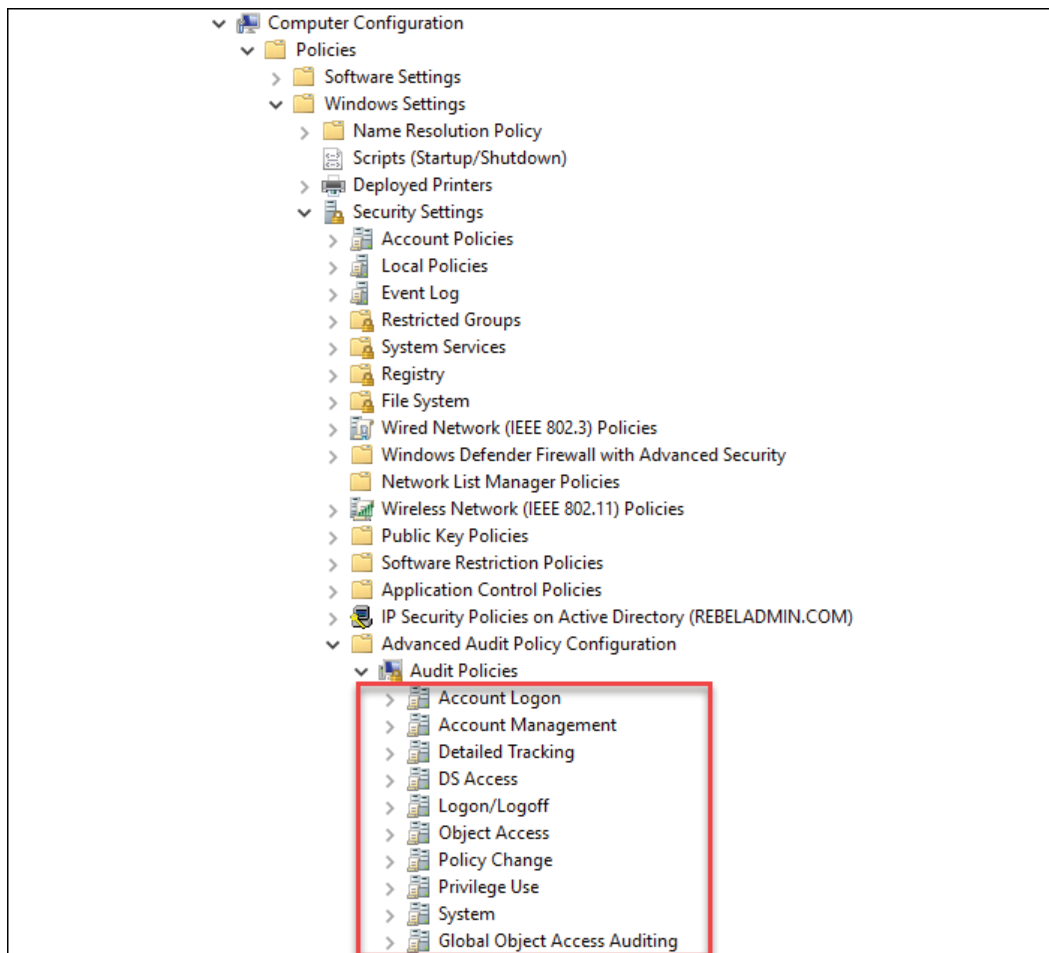 Computer Configuration
Policies
Software Settings
Windows Settings
Name Resolution Policy
Scripts (Startup/Shutdown)
Deployed Printers
Security Settings
Account Policies
Local Policies
Event Log
Restricted Groups
System Services
Registry
File System
Wired Network (IEEE 802.3) Policies
Windows Defender Firewall with Advanced Security
Network List Manager Policies
Wireless Network (IEEE 802.11) Policies
Public Key Policies
Software Restriction Policies
Application Control Policies
IP Security Policies on Active Directory (REBELADMIN.COM)
Advanced Audit Policy Configuration
Audit Policies
Account Logon
Account Management
Detailed Tracking
DS Access
Logon/Logoff
Object Access
Policy Change
Privilege Use
System
Global Object Access Auditing